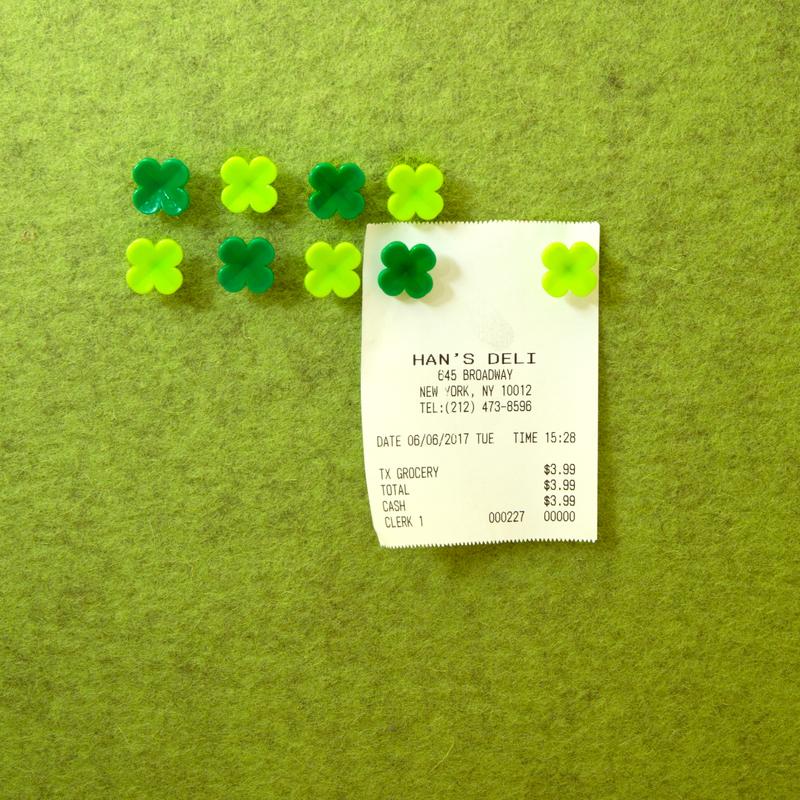 HAN'S DELI
645 BROADWAY
NEW YORK, NY 10012
TEL:(212) 473-8596
DATE 06/06/2017 TUE TIME 15:28
TX GROCERY $3.99
TOTAL $3.99
CASH $3.99
CLERK 1 000227 00000